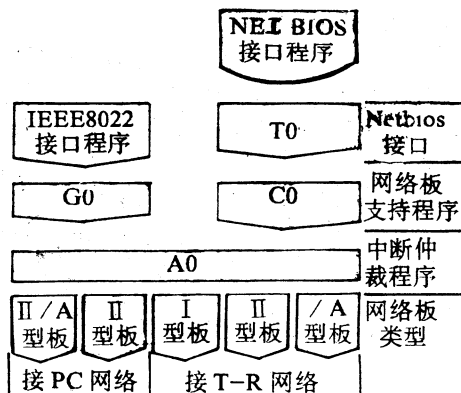 NET BIOS
接口程序
IEEE8022
接口程序
T0
Netbios
接口
G0
C0
网络板
支持程序
A0
中断仲
裁程序
II/A
型板
II
型板
I
型板
II
型板
/A
型板
网络板
类型
接PC网络
接T-R网络